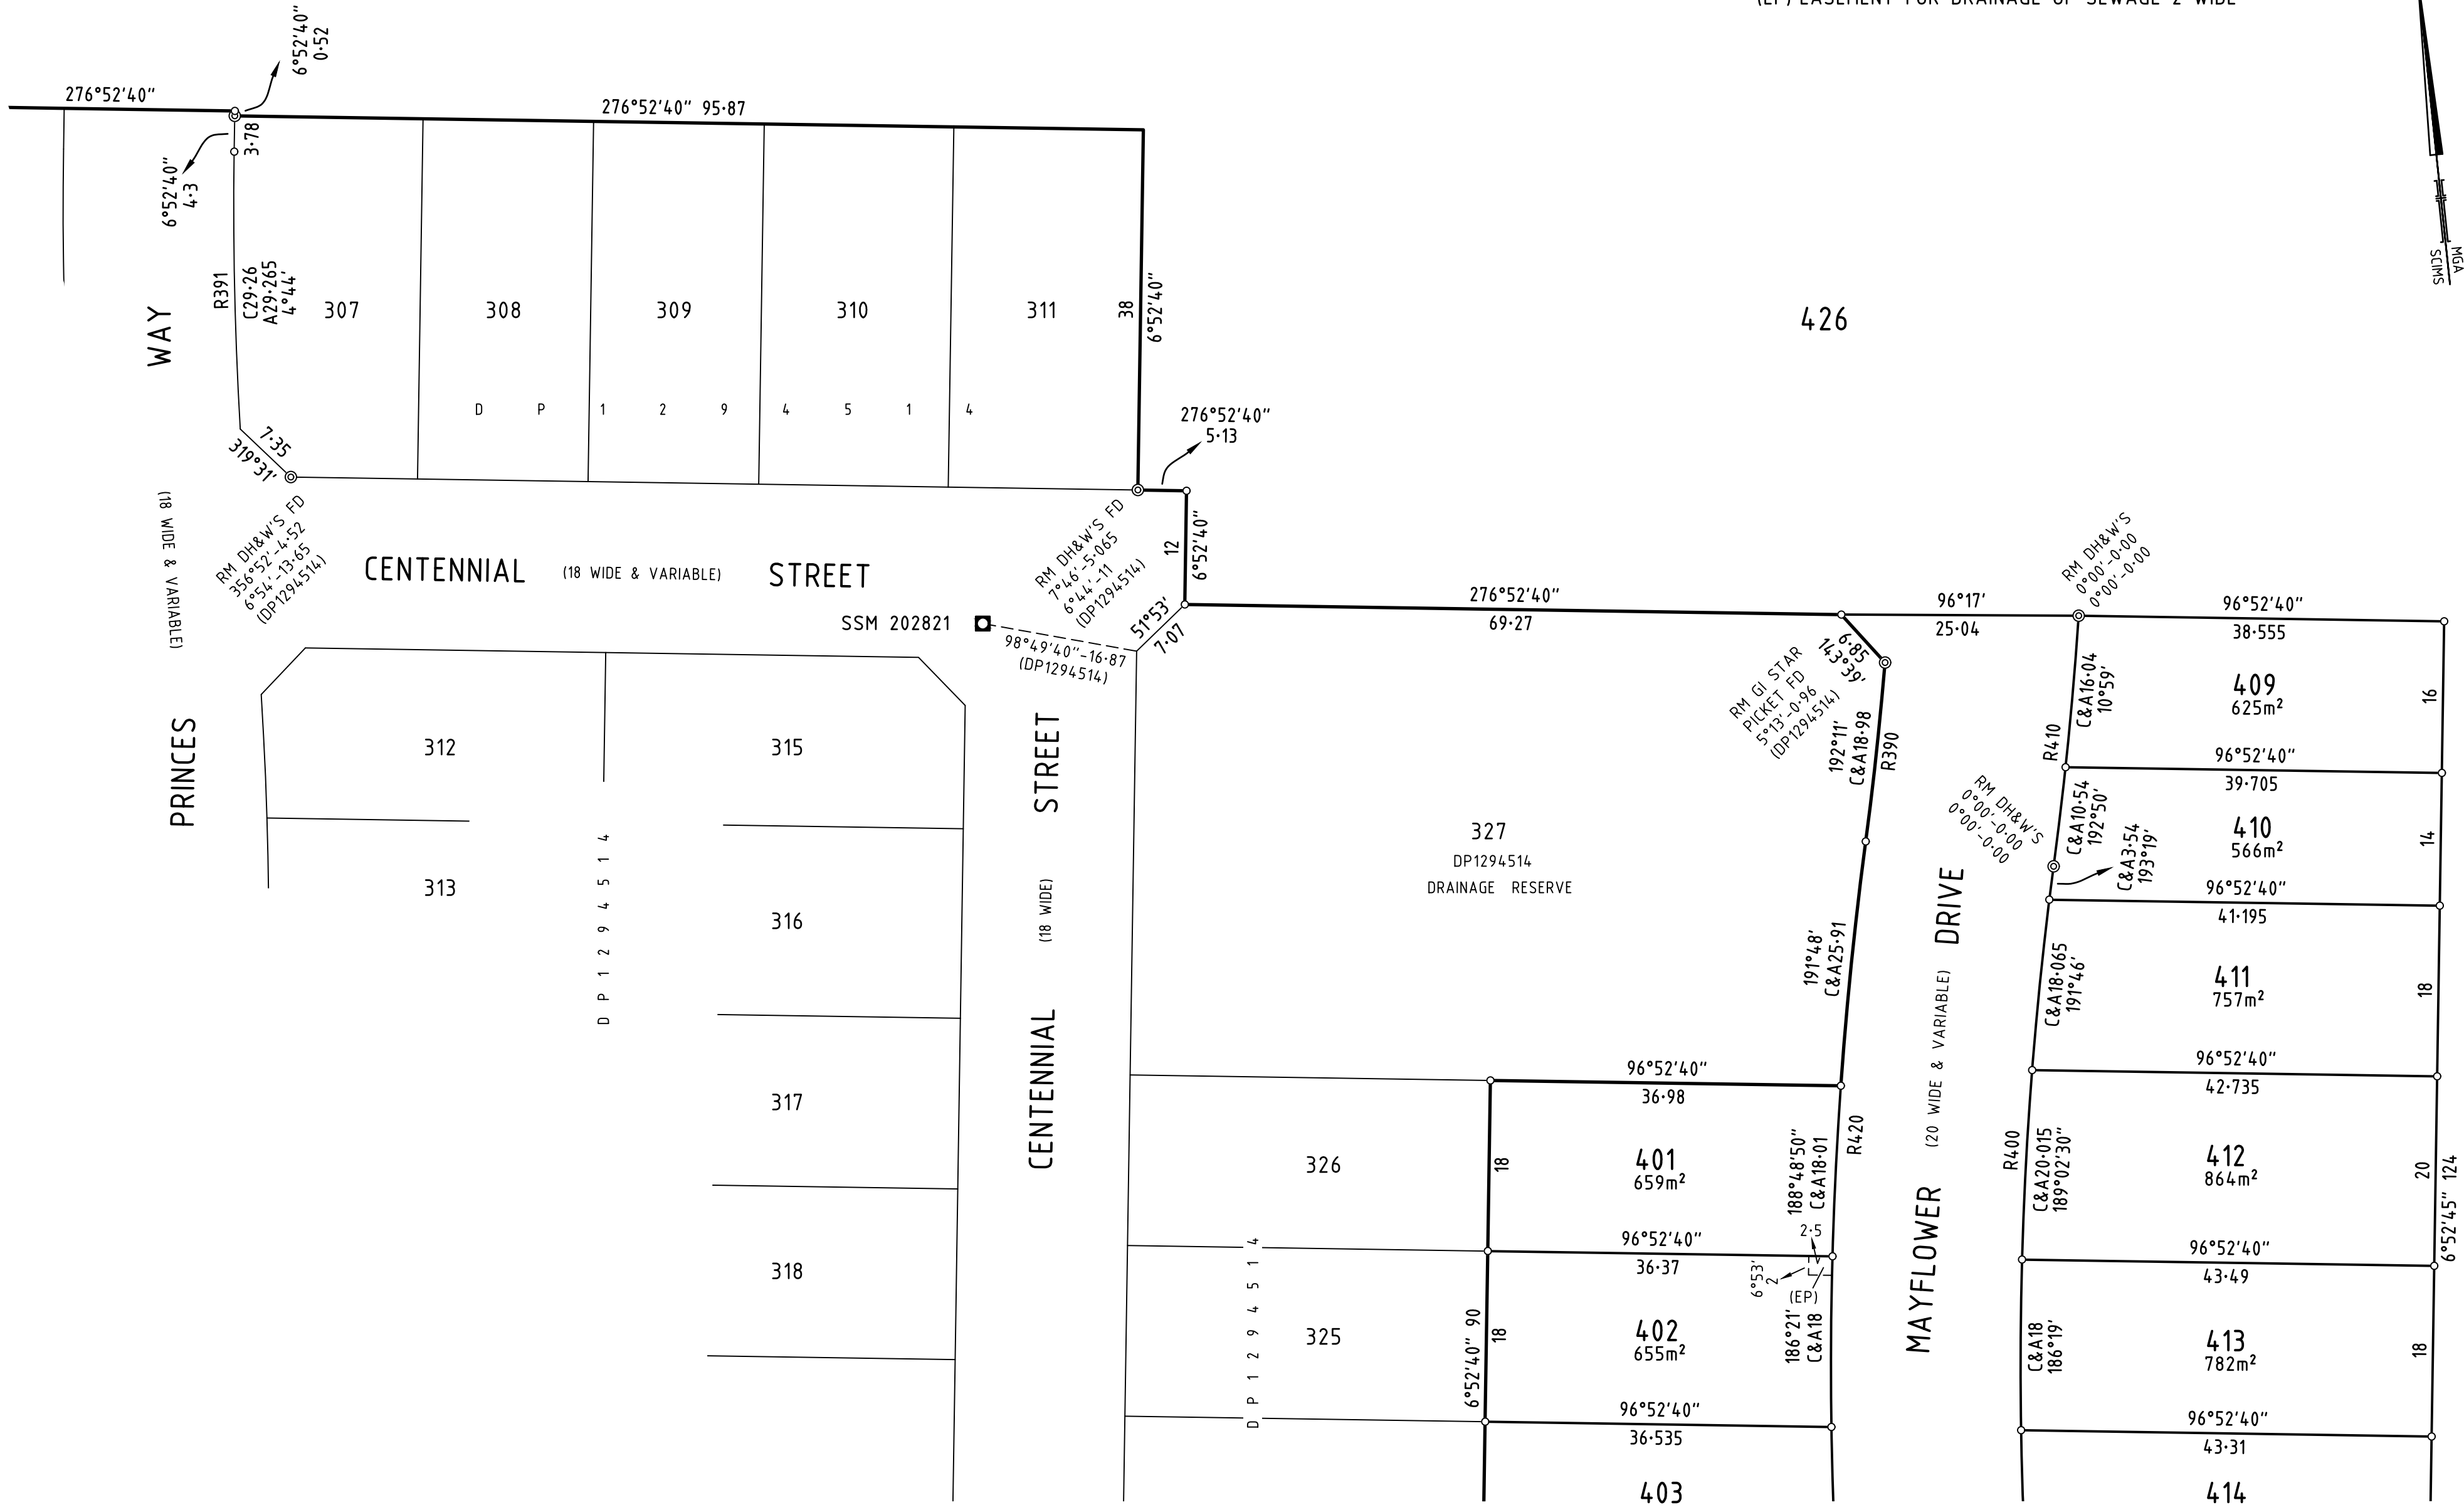 (EP) EASEMENT FOR DRAINAGE OF SEWAGE 2 WIDE
6°52'40"
0·52
276°52'40"
276°52'40" 95·87
3·78
6°52'40"
4·3
R391
C29·26
A29·265
4°44'
307
308
309
310
311
38
6°52'40"
426
MGA
SCIMS
WAY
D P 1 2 9 4 5 1 4
276°52'40"
5·13
7·35
319°31'
(18 WIDE & VARIABLE)
RM DH&W'S FD
356°52'-4·52
6°54'-13·65
(DP1294514)
CENTENNIAL (18 WIDE & VARIABLE) STREET
RM DH&W'S FD
7°46'-5·065
6°44'-11
(DP1294514)
12
6°52'40"
SSM 202821
98°49'40"-16·87
(DP1294514)
51°53'
7·07
276°52'40"
69·27
96°17'
25·04
RM DH&W'S
0°00'-0·00
0°00'-0·00
96°52'40"
38·555
6·85
143°39'
RM GI STAR
PICKET FD
5°13'-0·96
(DP1294514)
192°11'
C&A18·98
R390
R410
C&A16·04
10°59'
409
625m²
16
96°52'40"
39·705
PRINCES
312
315
STREET
313
D P 1 2 9 4 5 1 4
316
(18 WIDE)
327
DP1294514
DRAINAGE RESERVE
RM DH&W'S
0°00'-0·00
0°00'-0·00
C&A10·54
192°50'
C&A3·54
193°19'
410
566m²
14
96°52'40"
41·195
191°48'
C&A25·91
DRIVE
(20 WIDE & VARIABLE)
C&A18·065
191°46'
411
757m²
18
317
CENTENNIAL
96°52'40"
36·98
96°52'40"
42·735
326
18
401
659m²
188°48'50"
C&A18·01
R420
R400
C&A20·015
189°02'30"
412
864m²
20
6°52'45" 124
318
96°52'40"
36·37
2·5
6°53'
2
(EP)
MAYFLOWER
96°52'40"
43·49
D P 1 2 9 4 5 1 4
325
6°52'40" 90
18
402
655m²
186°21'
C&A18
C&A18
186°19'
413
782m²
18
96°52'40"
36·535
96°52'40"
43·31
403
414